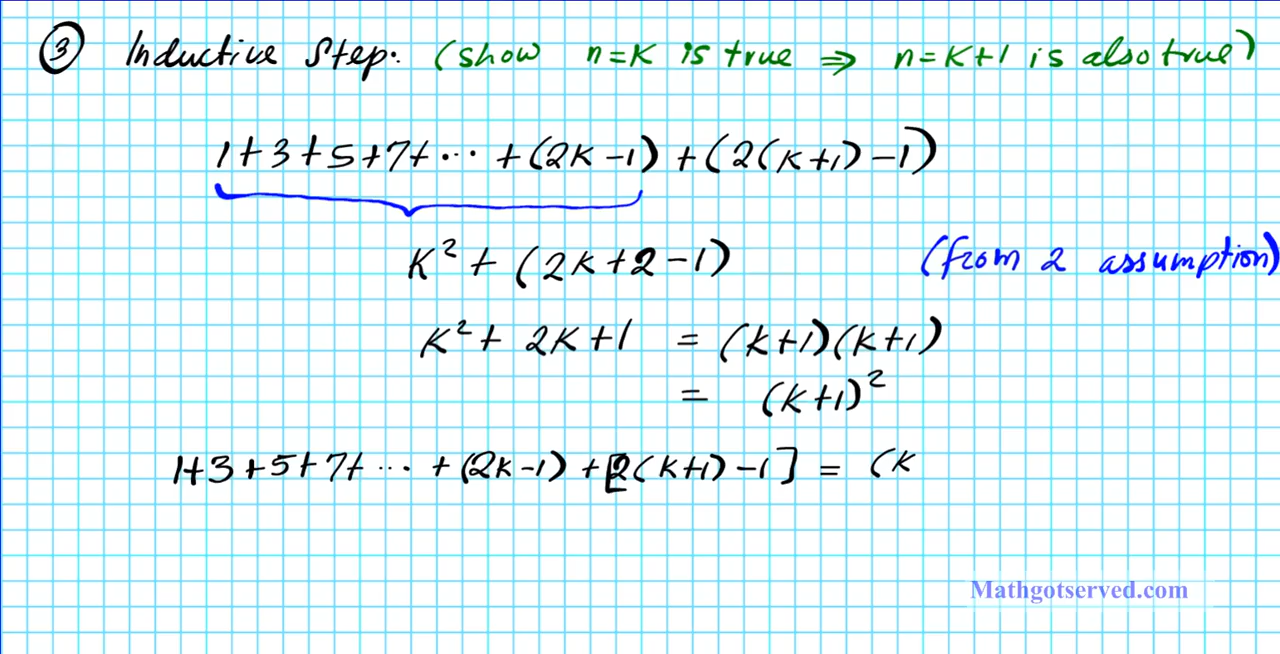 ③ Inductive Step: (show n=k is true ⇒ n=k+1 is also true)
1+3+5+7+ ⋯ +(2k-1)+(2(k+1)-1)
k²+(2k+2-1) (from 2 assumption)
k²+2k+1 = (k+1)(k+1)
= (k+1)²
1+3+5+7+ ⋯ +(2k-1)+[2(k+1)-1] = (k
Mathgotserved.com